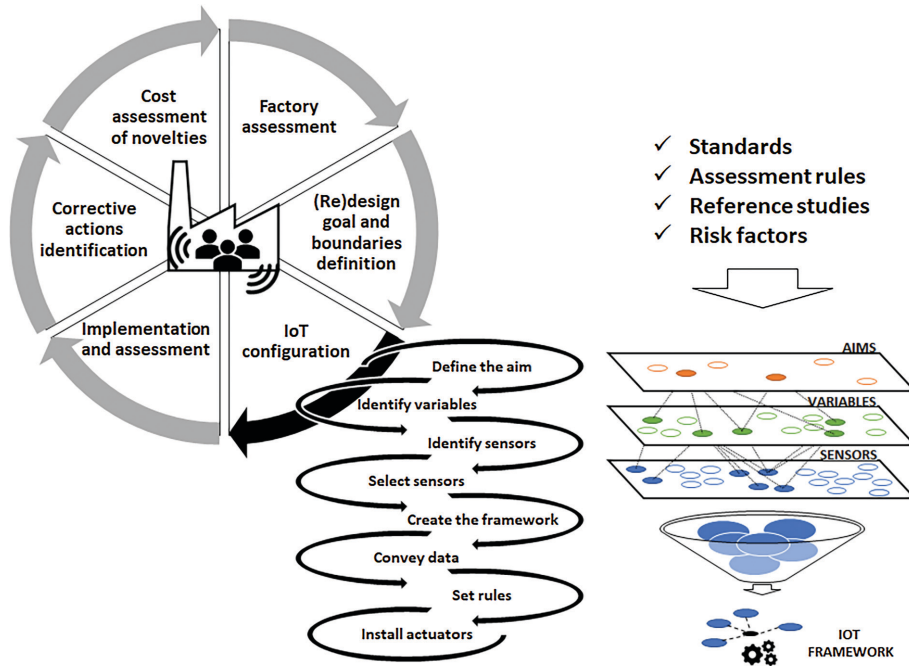 Cost
assessment
of novelties
Factory
assessment
(Re)design
goal and
boundaries
definition
IoT
configuration
Implementation
and assessment
Corrective
actions
identification
Define the aim
Identify variables
Identify sensors
Select sensors
Create the framework
Convey data
Set rules
Install actuators
✓ Standards
✓ Assessment rules
✓ Reference studies
✓ Risk factors
AIMS
VARIABLES
SENSORS
IOT
FRAMEWORK